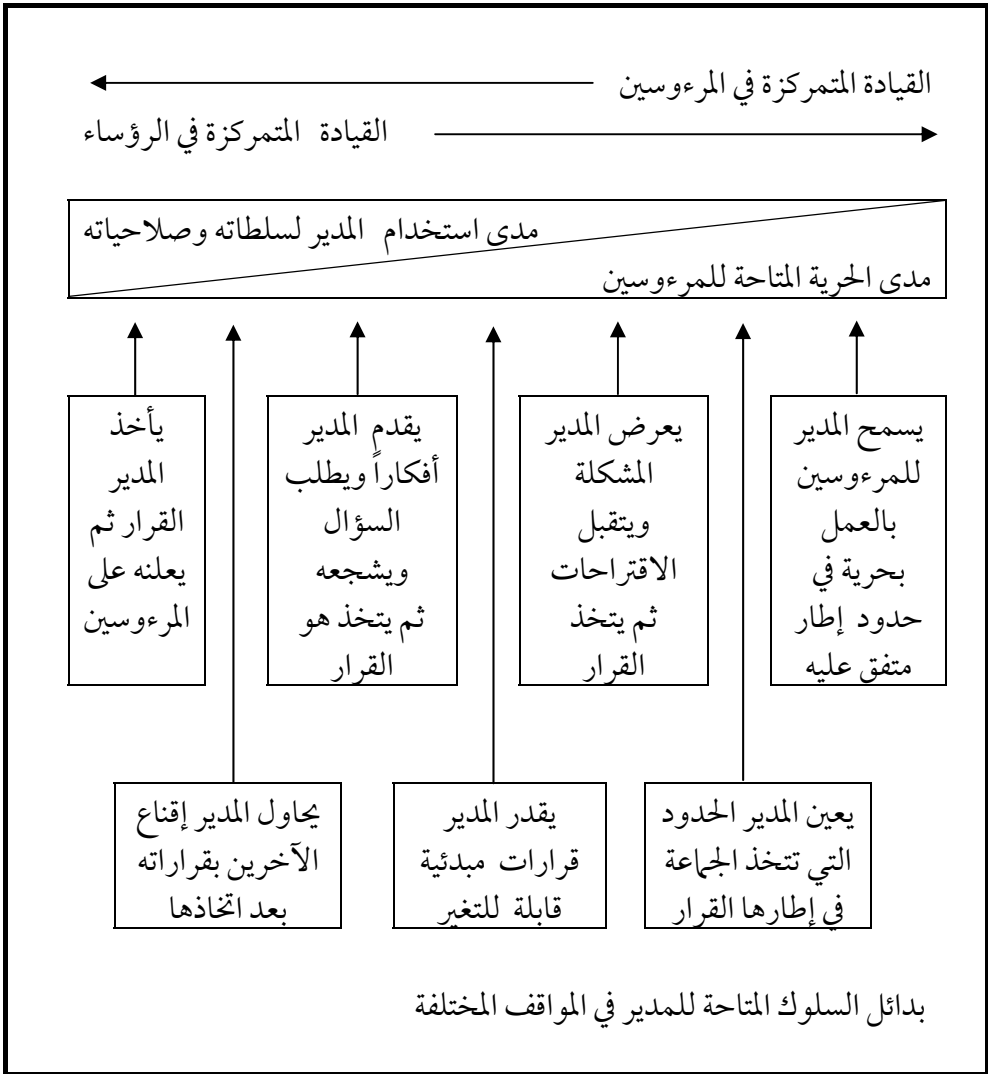 القيادة المتمركزة في المرءوسين
القيادة المتمركزة في الرؤساء
مدى استخدام المدير لسلطاته وصلاحياته
مدى الحرية المتاحة للمرءوسين
يسمح المدير
للمرءوسين
بالعمل
بحرية في
حدود إطار
متفق عليه
يعرض المدير
المشكلة
ويتقبل
الاقتراحات
ثم يتخذ
القرار
يقدم المدير
أفكاراً ويطلب
السؤال
ويشجعه
ثم يتخذ هو
القرار
يأخذ
المدير
القرار ثم
يعلنه على
المرءوسين
يعين المدير الحدود
التي تتخذ الجماعة
في إطارها القرار
يقدر المدير
قرارات مبدئية
قابلة للتغير
يحاول المدير إقناع
الآخرين بقراراته
بعد اتخاذها
بدائل السلوك المتاحة للمدير في المواقف المختلفة